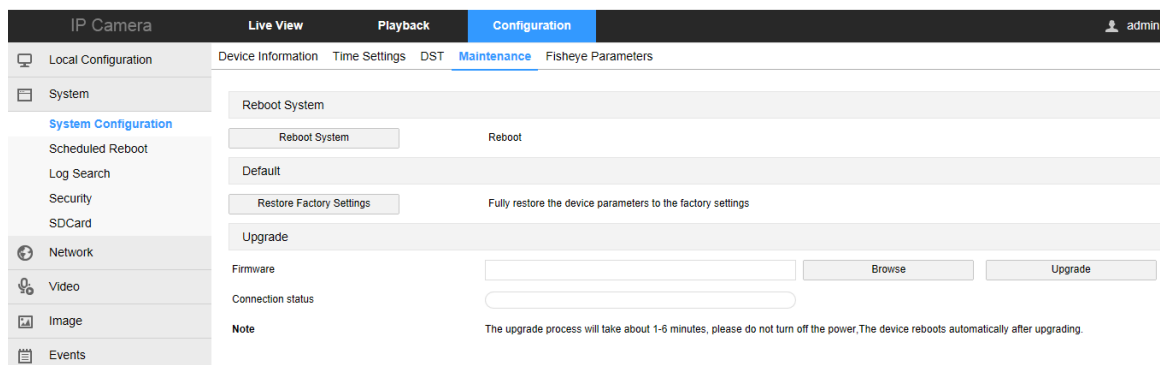 IP Camera
Live View
Playback
Configuration
admin
Local Configuration
System
System Configuration
Scheduled Reboot
Log Search
Security
SDCard
Network
Video
Image
Events
Device Information
Time Settings
DST
Maintenance
Fisheye Parameters
Reboot System
Reboot System
Reboot
Default
Restore Factory Settings
Fully restore the device parameters to the factory settings
Upgrade
Firmware
Browse
Upgrade
Connection status
Note
The upgrade process will take about 1-6 minutes, please do not turn off the power,The device reboots automatically after upgrading.